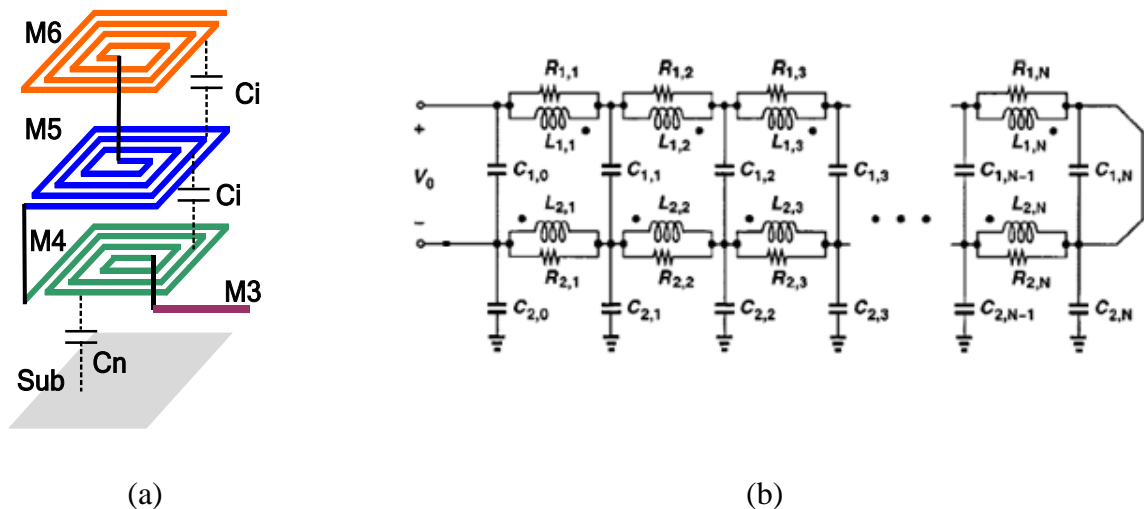 M6
Ci
M5
Ci
M4
M3
Cn
Sub
(a)
R1,1 R1,2 R1,3 R1,N
+
L1,1 L1,2 L1,3 L1,N
V0 C1,0 C1,1 C1,2 C1,3 C1,N−1 C1,N
L2,1 L2,2 L2,3 L2,N
−
R2,1 R2,2 R2,3 R2,N
C2,0 C2,1 C2,2 C2,3 C2,N−1 C2,N
(b)